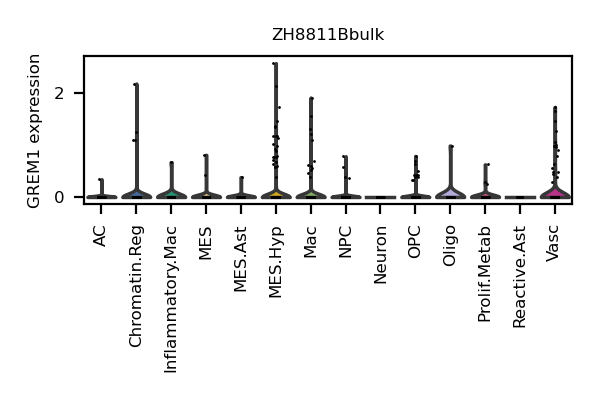 ZH8811Bbulk
GREM1 expression
2
0
AC
Chromatin.Reg
Inflammatory.Mac
MES
MES.Ast
MES.Hyp
Mac
NPC
Neuron
OPC
Oligo
Prolif.Metab
Reactive.Ast
Vasc